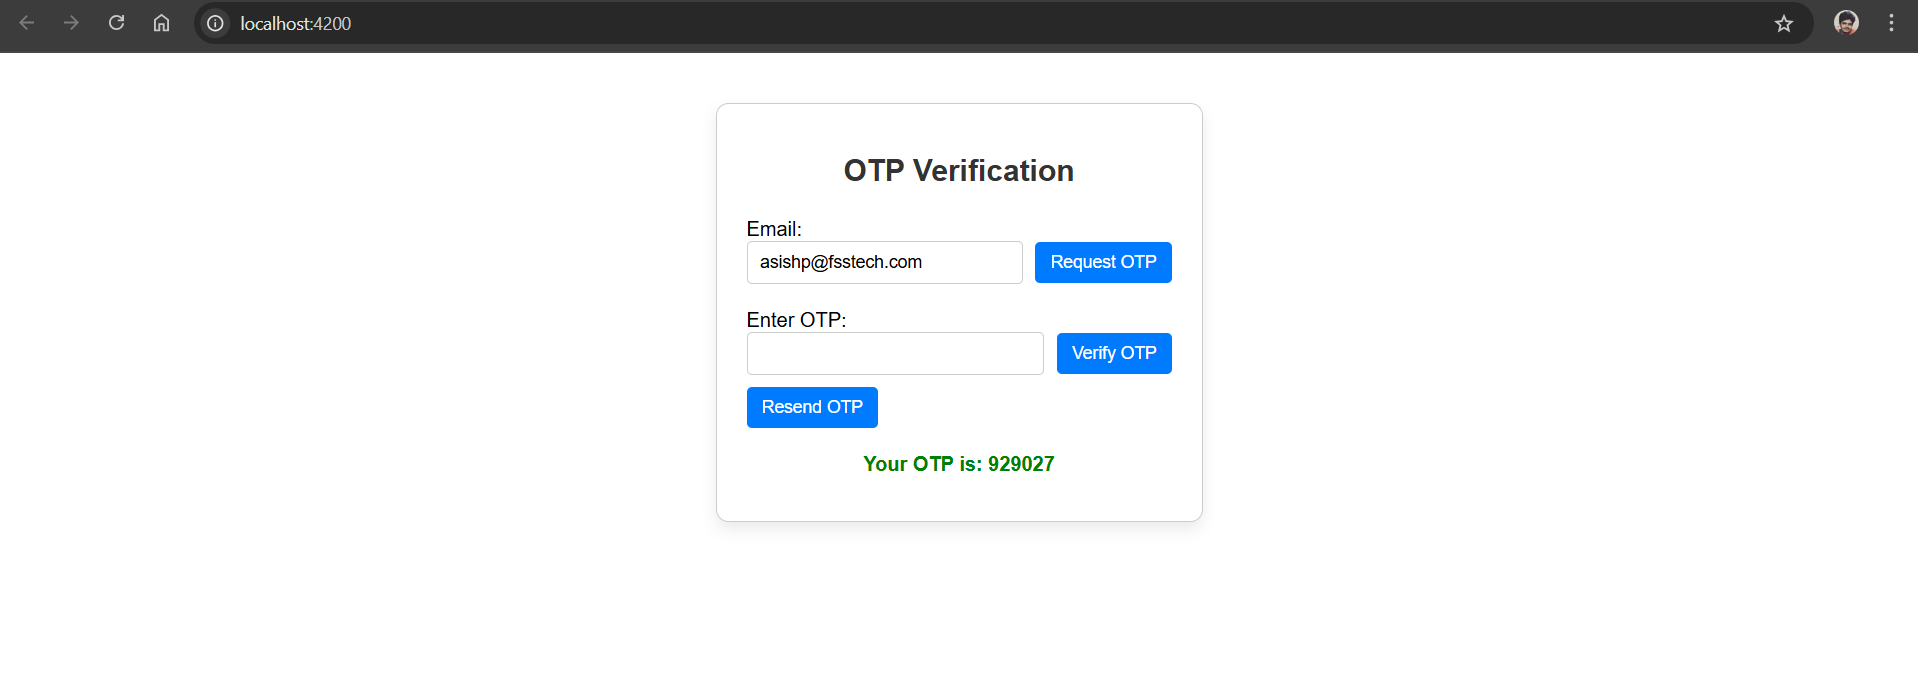 localhost:4200
OTP Verification
Email:
asishp@fsstech.com
Request OTP
Enter OTP:
Verify OTP
Resend OTP
Your OTP is: 929027